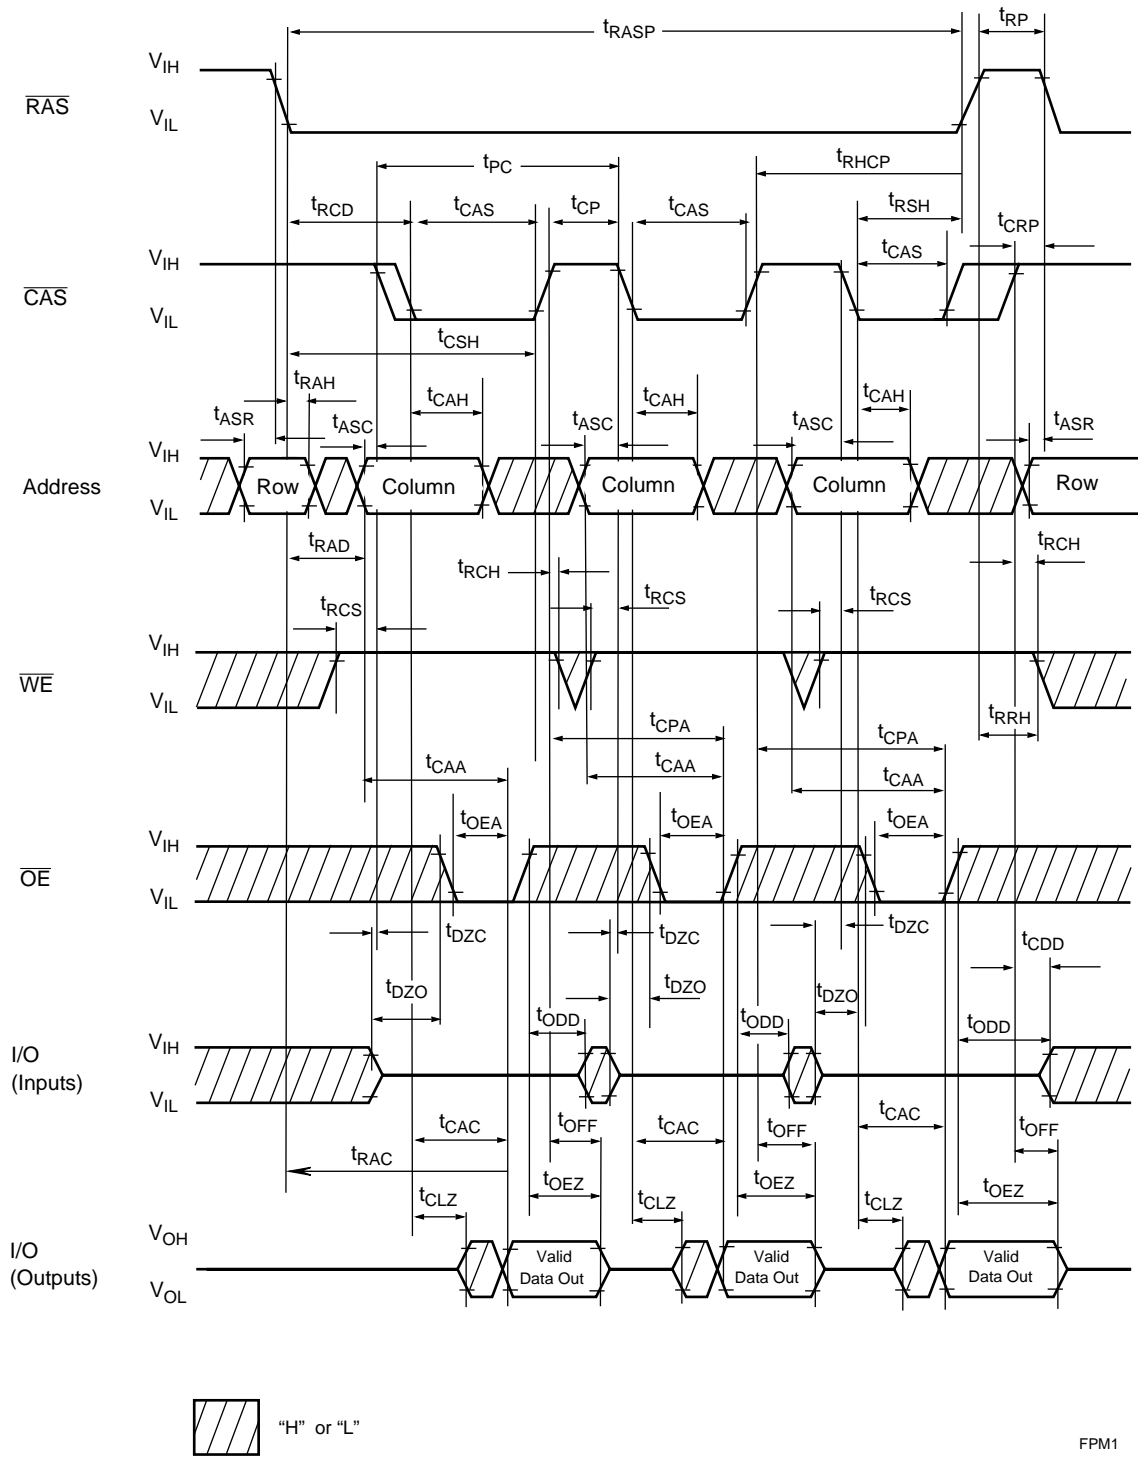 tRASP tRP
VIH
RAS
VIL
tPC tRHCP
tRCD tCAS tCP tCAS tRSH tCRP
VIH tCAS
CAS
VIL
tCSH
tRAH
tASR tASC tCAH tASC tCAH tASC tCAH tASR
VIH
Address Row Column Column Column Row
VIL
tRAD tRCH tRCH
tRCS tRCS tRCS
VIH
WE
VIL
tRRH
tCPA tCPA
tCAA tCAA tCAA
tOEA tOEA tOEA
VIH
OE
VIL
tDZC tDZC tDZC tCDD
tDZO tDZO tDZO
tODD tODD tODD
VIH
I/O
(Inputs)
VIL
tCAC tOFF tCAC tOFF tCAC tOFF
tRAC
tOEZ tOEZ tOEZ
tCLZ tCLZ tCLZ
VOH
I/O Valid Valid Valid
(Outputs) Data Out Data Out Data Out
VOL
“H” or “L”
FPM1